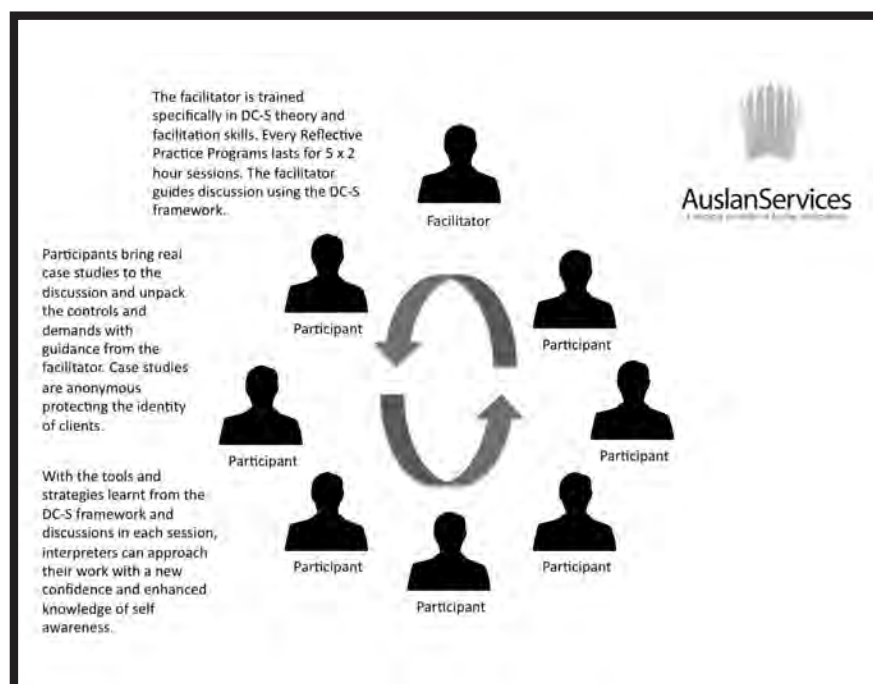 The facilitator is trained
specifically in DC-S theory and
facilitation skills. Every Reflective
Practice Programs lasts for 5 x 2
hour sessions. The facilitator
guides discussion using the DC-S
framework.
Facilitator
AuslanServices
Participants bring real
case studies to the
discussion and unpack
the controls and
demands with
guidance from the
facilitator. Case studies
are anonymous
protecting the identity
of clients.
Participant
Participant
Participant
Participant
With the tools and
strategies learnt from the
DC-S framework and
discussions in each session,
interpreters can approach
their work with a new
confidence and enhanced
knowledge of self
awareness.
Participant
Participant
Participant